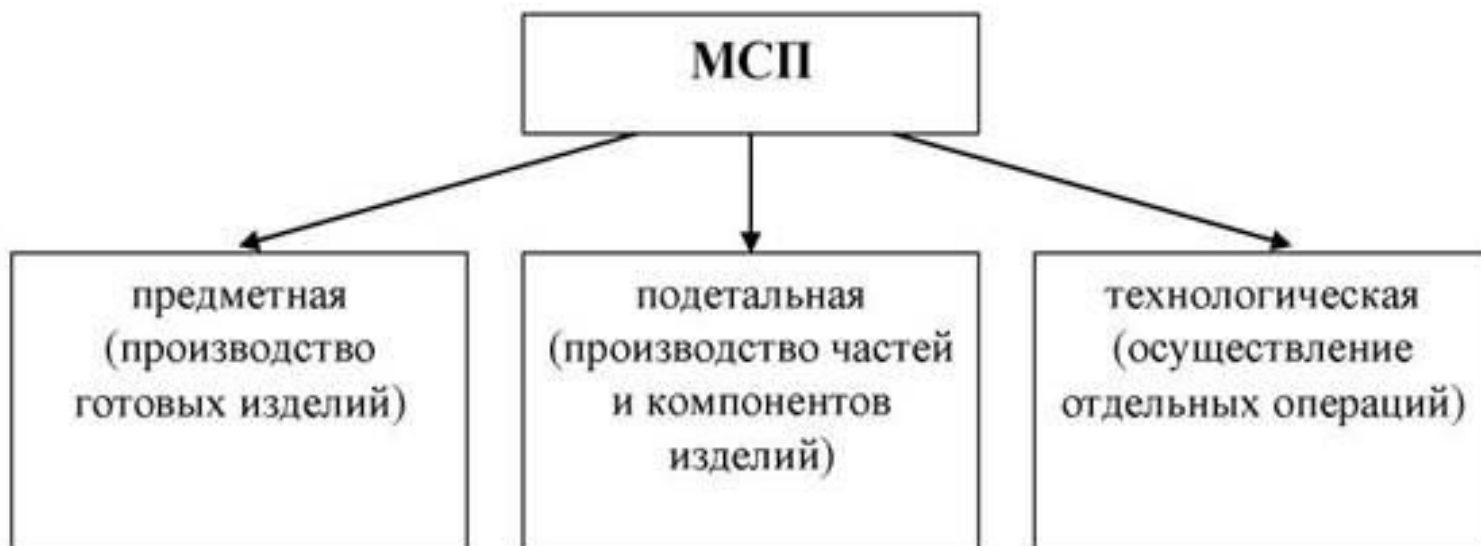 МСП
предметная
(производство
готовых изделий)
подетальная
(производство частей
и компонентов
изделий)
технологическая
(осуществление
отдельных операций)